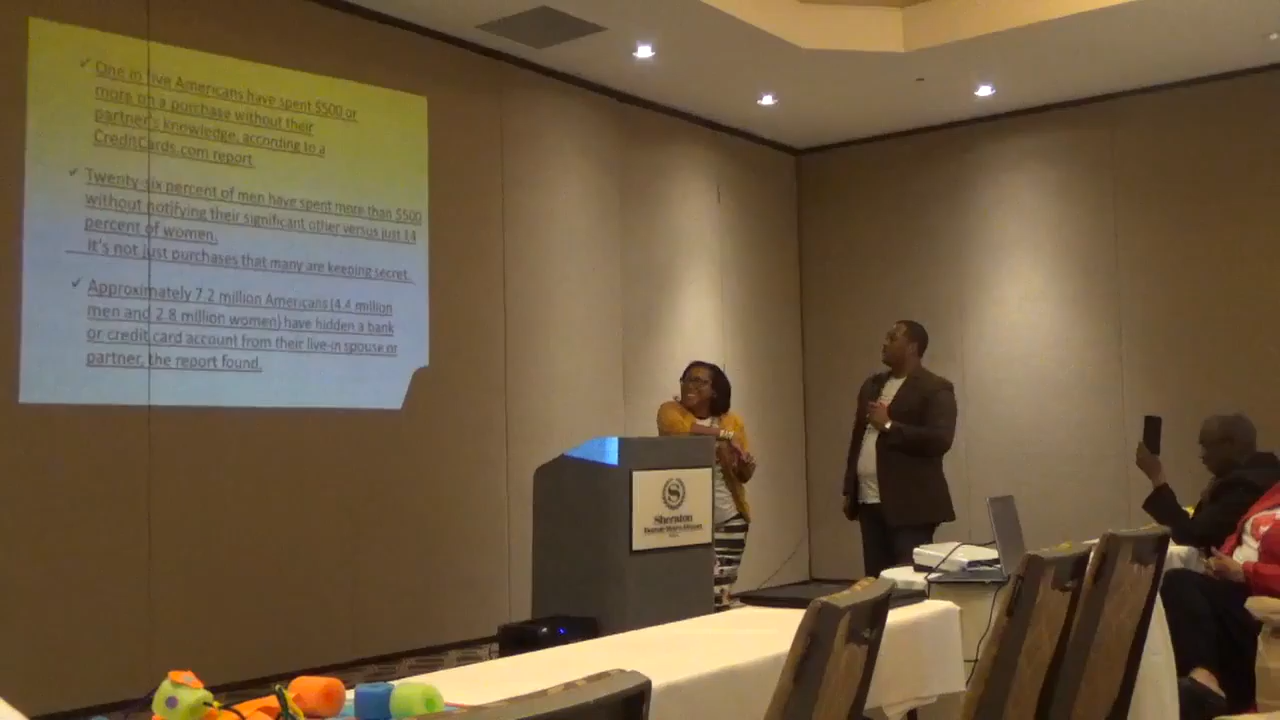 ✓ One in five Americans have spent $500 or
more on a purchase without their
partner's knowledge, according to a
CreditCards.com report.
✓ Twenty-six percent of men have spent more than $500
without notifying their significant other versus just 14
percent of women.
It's not just purchases that many are keeping secret.
✓ Approximately 7.2 million Americans (4.4 million
men and 2.8 million women) have hidden a bank
or credit card account from their live-in spouse or
partner, the report found.
S
Sheraton